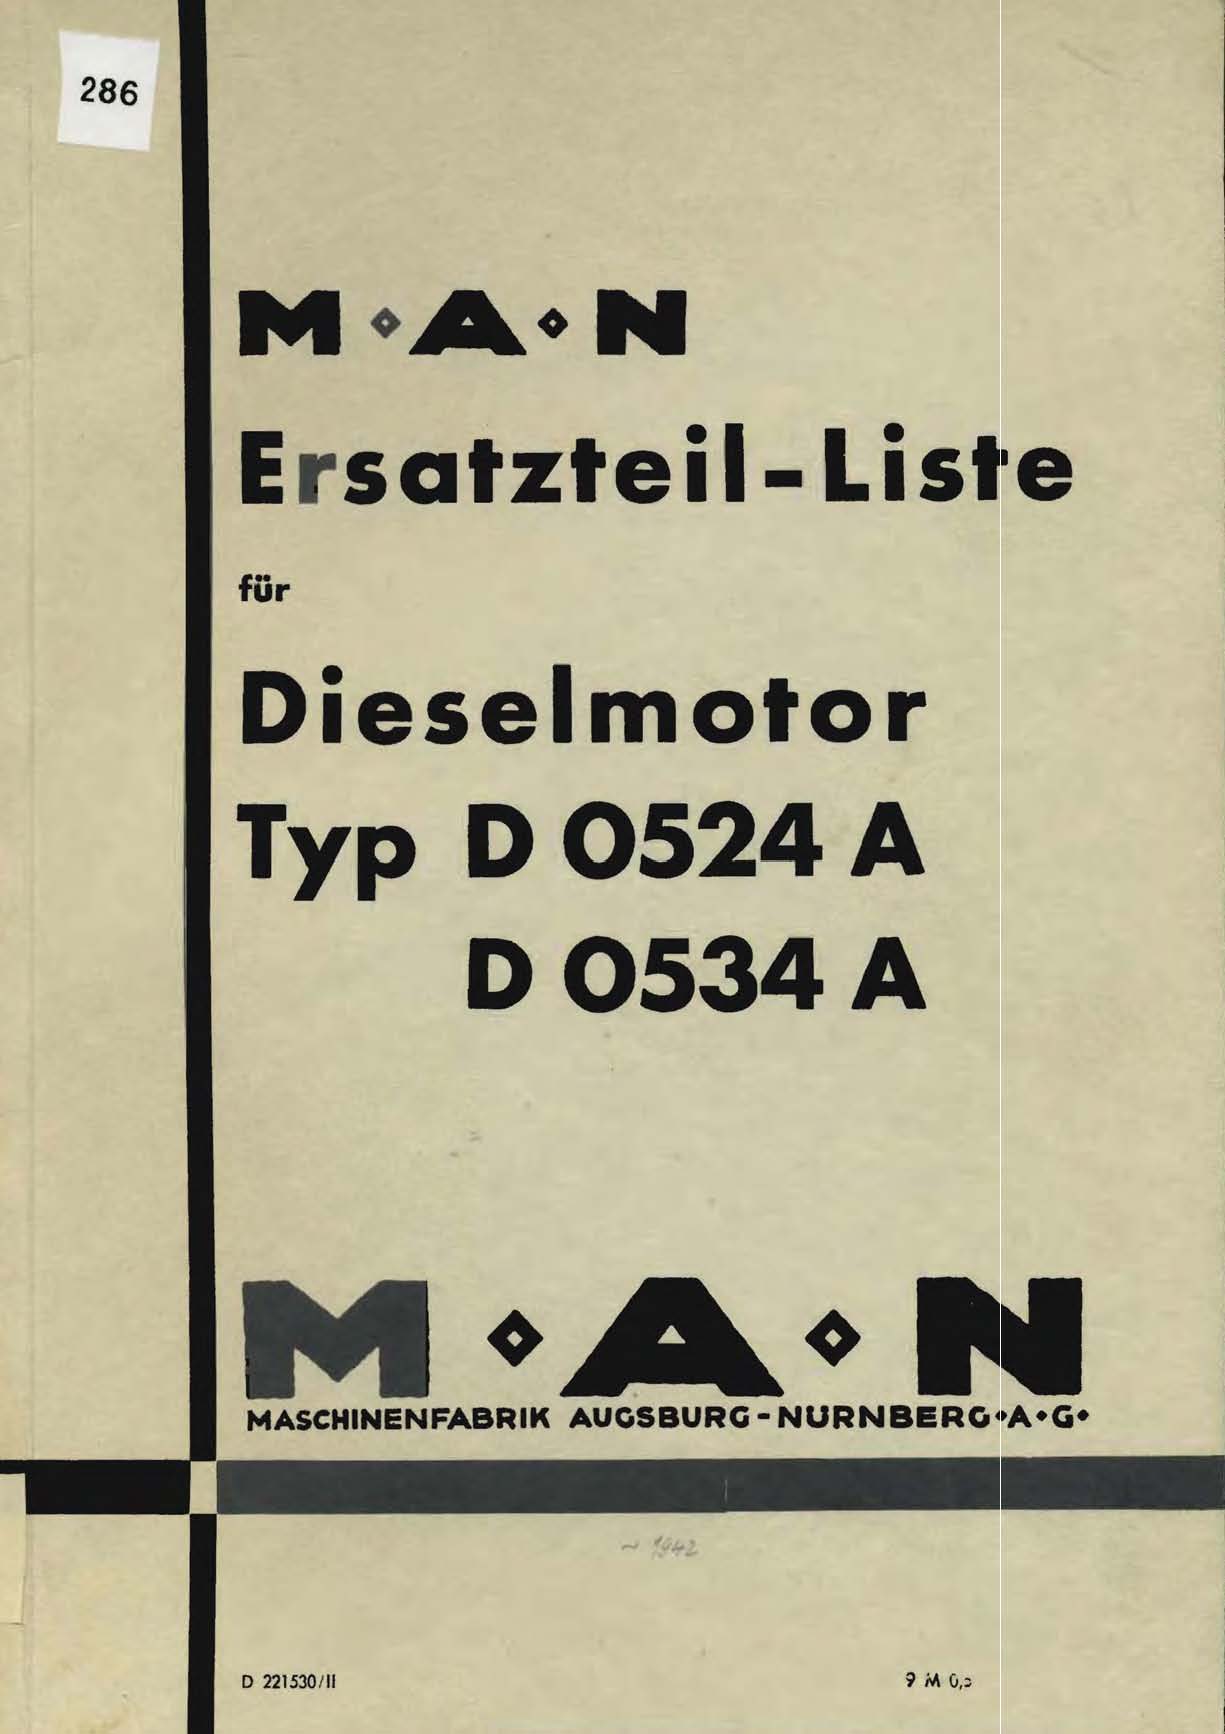 286
M·A·N
Ersatzteil-Liste
für
Dieselmotor
Typ D 0524 A
D 0534 A
M·A·N
MASCHINENFABRIK AUGSBURG-NÜRNBERG·A·G·
~ 1942
D 221530/II
9 M